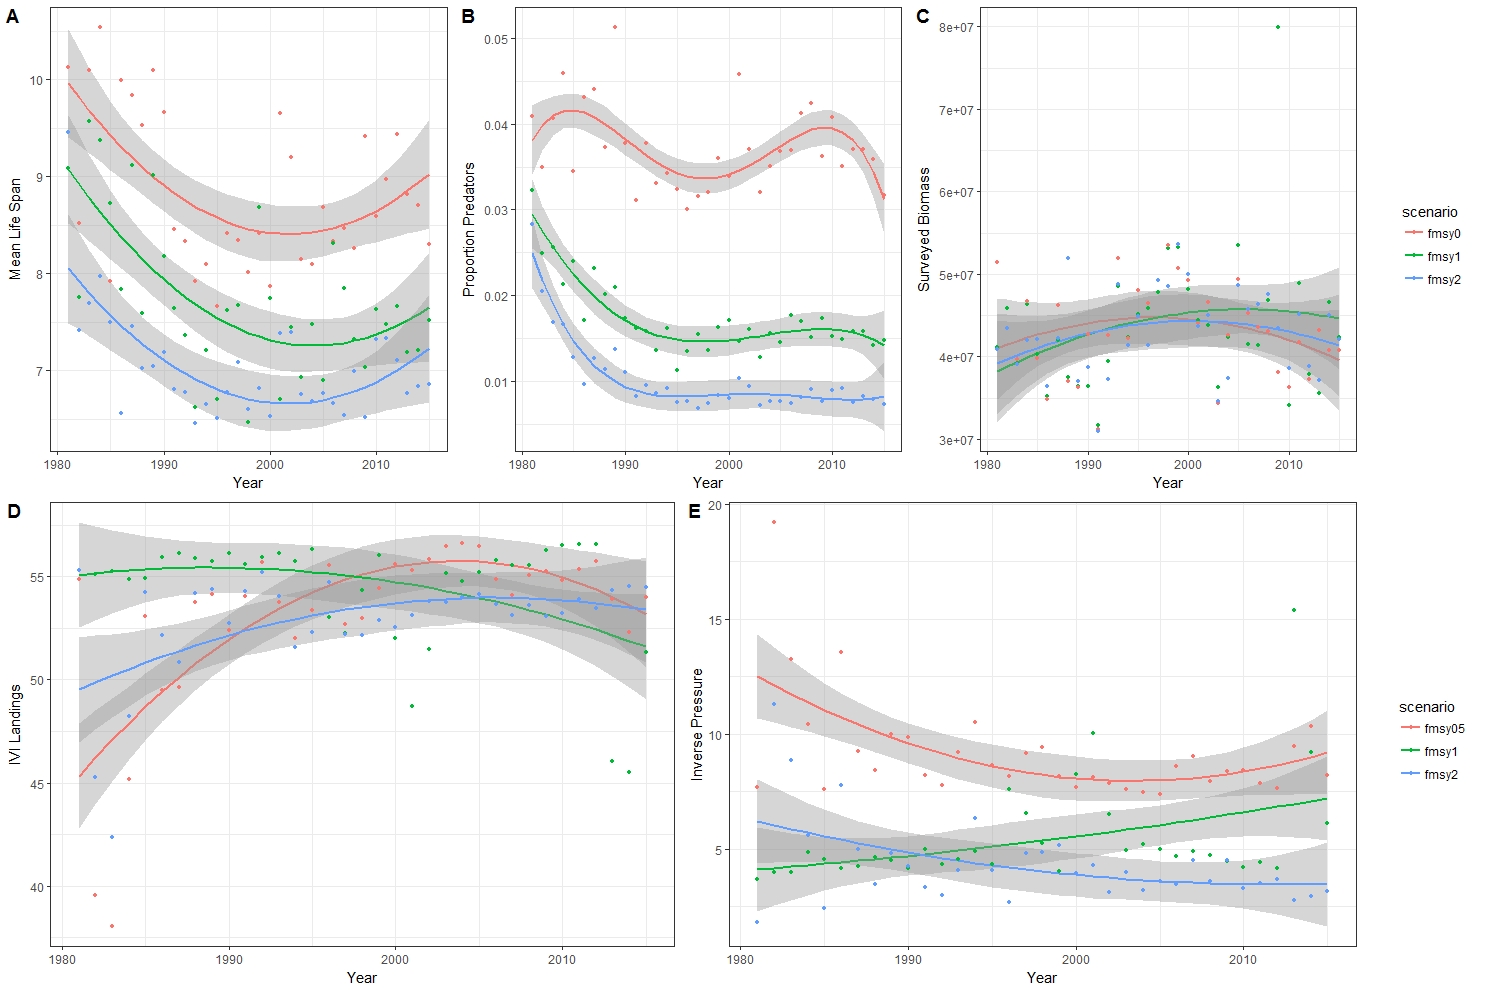 A
B
C
Mean Life Span
10
9
8
7
1980 1990 2000 2010
Year
Proportion Predators
0.05
0.04
0.03
0.02
0.01
1980 1990 2000 2010
Year
Surveyed Biomass
8e+07
7e+07
6e+07
5e+07
4e+07
3e+07
1980 1990 2000 2010
Year
scenario
fmsy0
fmsy1
fmsy2
D
E
IVI Landings
55
50
45
40
1980 1990 2000 2010
Year
Inverse Pressure
20
15
10
5
1980 1990 2000 2010
Year
scenario
fmsy05
fmsy1
fmsy2